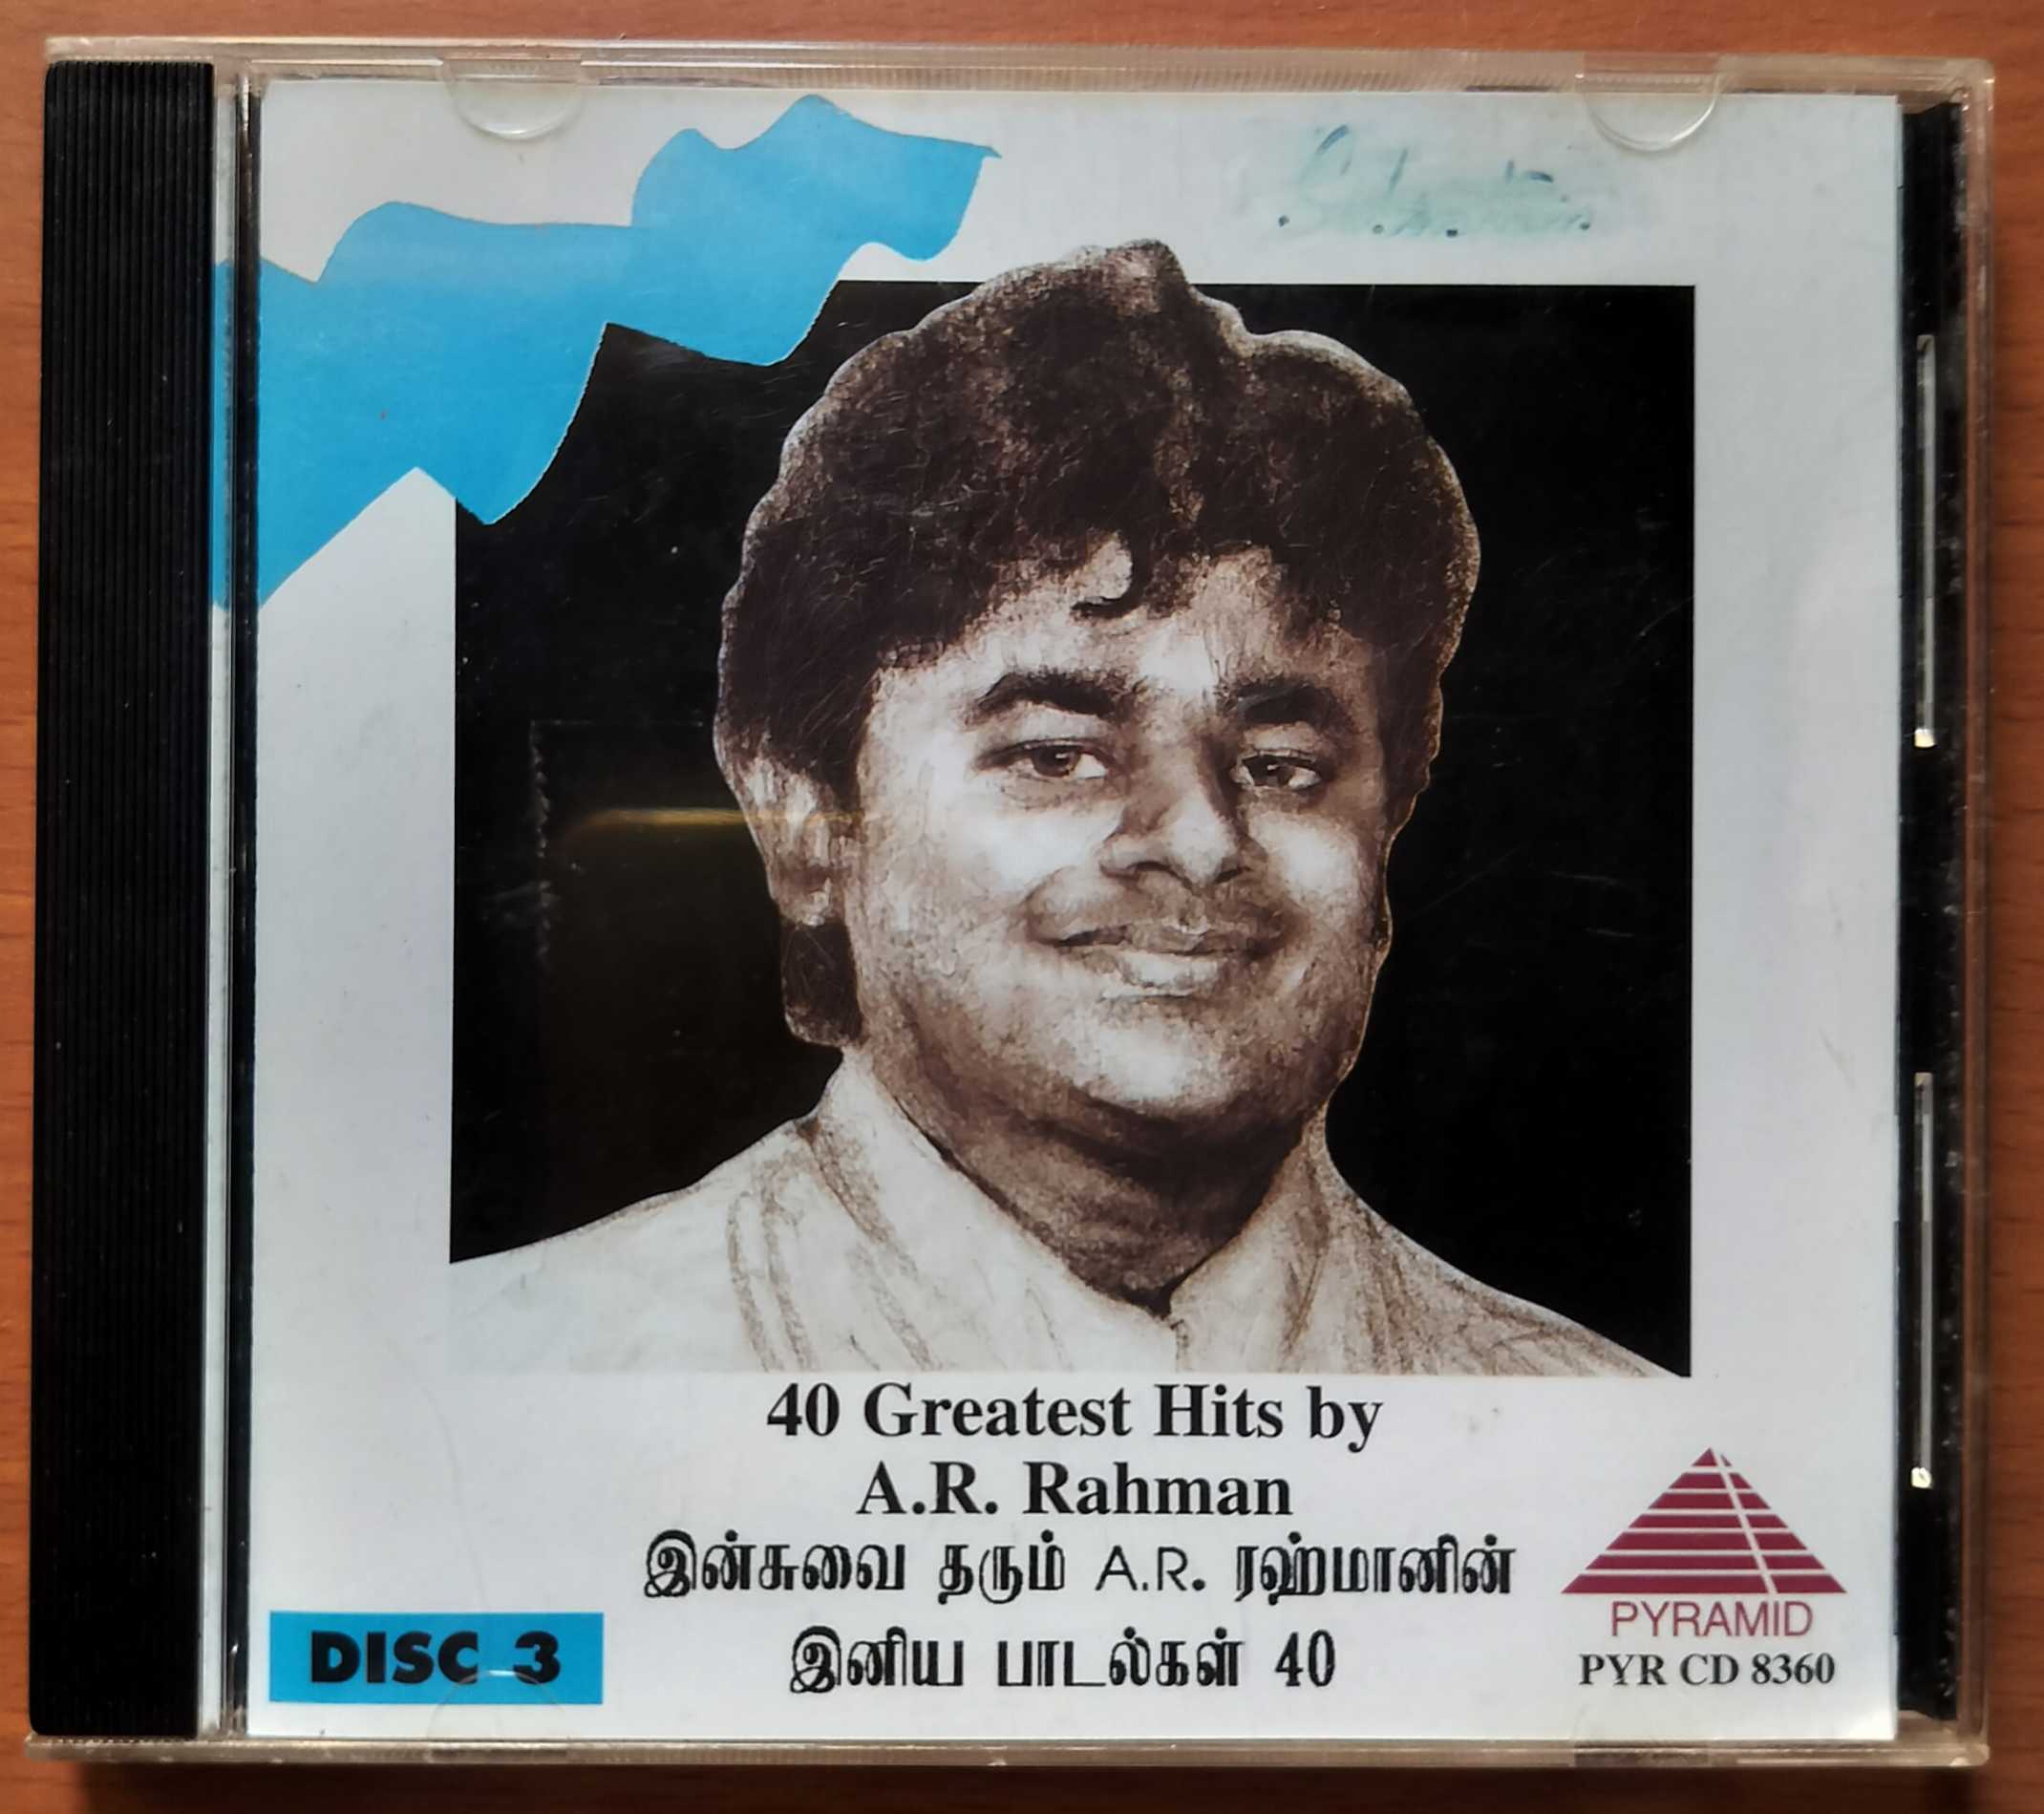 40 Greatest Hits by
A.R. Rahman
இன்சுவை தரும் A.R. ரஹ்மானின்
இனிய பாடல்கள் 40
DISC 3
PYRAMID
PYR CD 8360